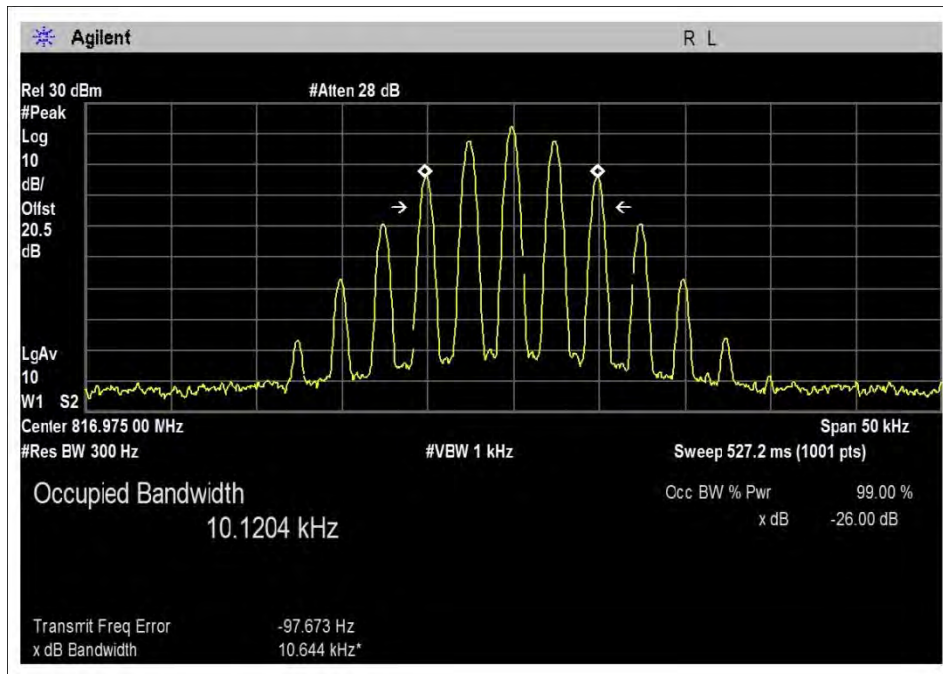 Agilent
R L
Ref 30 dBm #Atten 28 dB
#Peak
Log
10
dB/
Offst
20.5
dB
LgAv
10
W1 S2
Center 816.975 00 MHz Span 50 kHz
#Res BW 300 Hz #VBW 1 kHz Sweep 527.2 ms (1001 pts)
Occupied Bandwidth
10.1204 kHz
Occ BW % Pwr 99.00 %
x dB -26.00 dB
Transmit Freq Error -97.673 Hz
x dB Bandwidth 10.644 kHz*